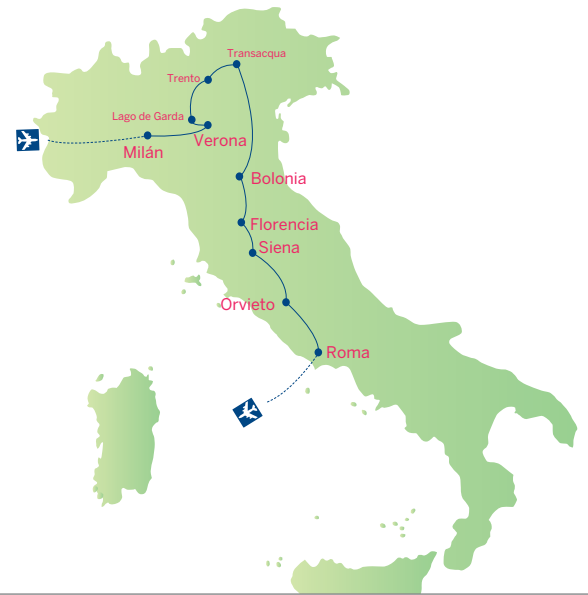 Transacqua
Trento
Lago de Garda
Verona
Milán
Bolonia
Florencia
Siena
Orvieto
Roma